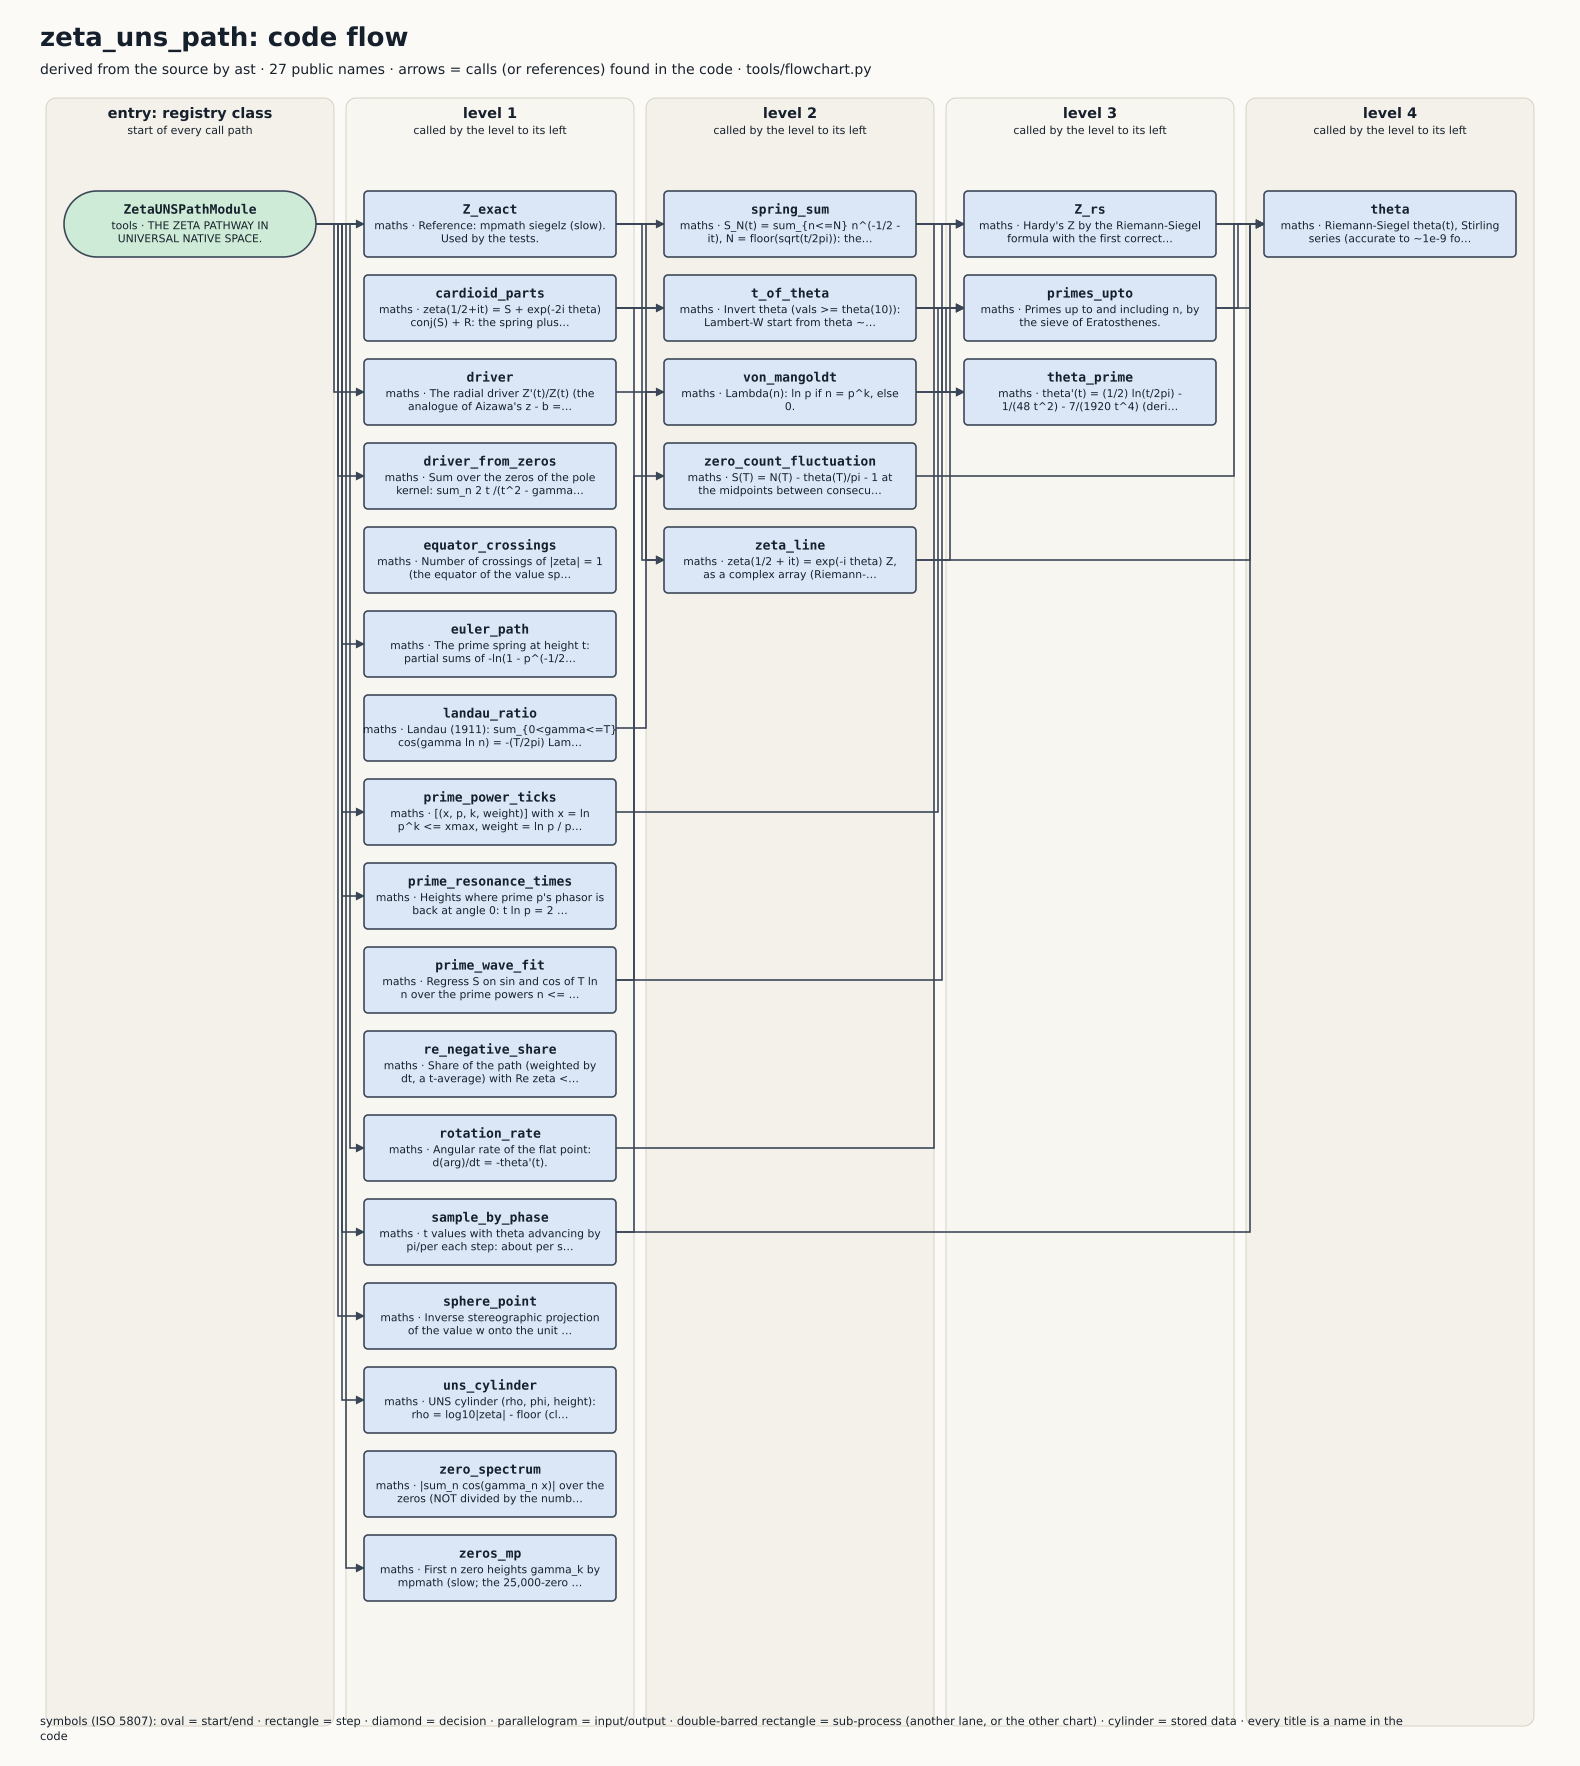 zeta_uns_path: code flow
derived from the source by ast · 27 public names · arrows = calls (or references) found in the code · tools/flowchart.py
entry: registry class
start of every call path
ZetaUNSPathModule
tools · THE ZETA PATHWAY IN
UNIVERSAL NATIVE SPACE.
level 1
called by the level to its left
Z_exact
maths · Reference: mpmath siegelz (slow).
Used by the tests.
cardioid_parts
maths · zeta(1/2+it) = S + exp(-2i theta)
conj(S) + R: the spring plus…
driver
maths · The radial driver Z'(t)/Z(t) (the
analogue of Aizawa's z - b =…
driver_from_zeros
maths · Sum over the zeros of the pole
kernel: sum_n 2 t /(t^2 - gamma…
equator_crossings
maths · Number of crossings of |zeta| = 1
(the equator of the value sp…
euler_path
maths · The prime spring at height t:
partial sums of -ln(1 - p^(-1/2…
landau_ratio
maths · Landau (1911): sum_{0<gamma<=T}
cos(gamma ln n) = -(T/2pi) Lam…
prime_power_ticks
maths · [(x, p, k, weight)] with x = ln
p^k <= xmax, weight = ln p / p…
prime_resonance_times
maths · Heights where prime p's phasor is
back at angle 0: t ln p = 2 …
prime_wave_fit
maths · Regress S on sin and cos of T ln
n over the prime powers n <= …
re_negative_share
maths · Share of the path (weighted by
dt, a t-average) with Re zeta <…
rotation_rate
maths · Angular rate of the flat point:
d(arg)/dt = -theta'(t).
sample_by_phase
maths · t values with theta advancing by
pi/per each step: about per s…
sphere_point
maths · Inverse stereographic projection
of the value w onto the unit …
uns_cylinder
maths · UNS cylinder (rho, phi, height):
rho = log10|zeta| - floor (cl…
zero_spectrum
maths · |sum_n cos(gamma_n x)| over the
zeros (NOT divided by the numb…
zeros_mp
maths · First n zero heights gamma_k by
mpmath (slow; the 25,000-zero …
level 2
called by the level to its left
spring_sum
maths · S_N(t) = sum_{n<=N} n^(-1/2 -
it), N = floor(sqrt(t/2pi)): the…
t_of_theta
maths · Invert theta (vals >= theta(10)):
Lambert-W start from theta ~…
von_mangoldt
maths · Lambda(n): ln p if n = p^k, else
0.
zero_count_fluctuation
maths · S(T) = N(T) - theta(T)/pi - 1 at
the midpoints between consecu…
zeta_line
maths · zeta(1/2 + it) = exp(-i theta) Z,
as a complex array (Riemann-…
level 3
called by the level to its left
Z_rs
maths · Hardy's Z by the Riemann-Siegel
formula with the first correct…
primes_upto
maths · Primes up to and including n, by
the sieve of Eratosthenes.
theta_prime
maths · theta'(t) = (1/2) ln(t/2pi) -
1/(48 t^2) - 7/(1920 t^4) (deri…
level 4
called by the level to its left
theta
maths · Riemann-Siegel theta(t), Stirling
series (accurate to ~1e-9 fo…
symbols (ISO 5807): oval = start/end · rectangle = step · diamond = decision · parallelogram = input/output · double-barred rectangle = sub-process (another lane, or the other chart) · cylinder = stored data · every title is a name in the
code